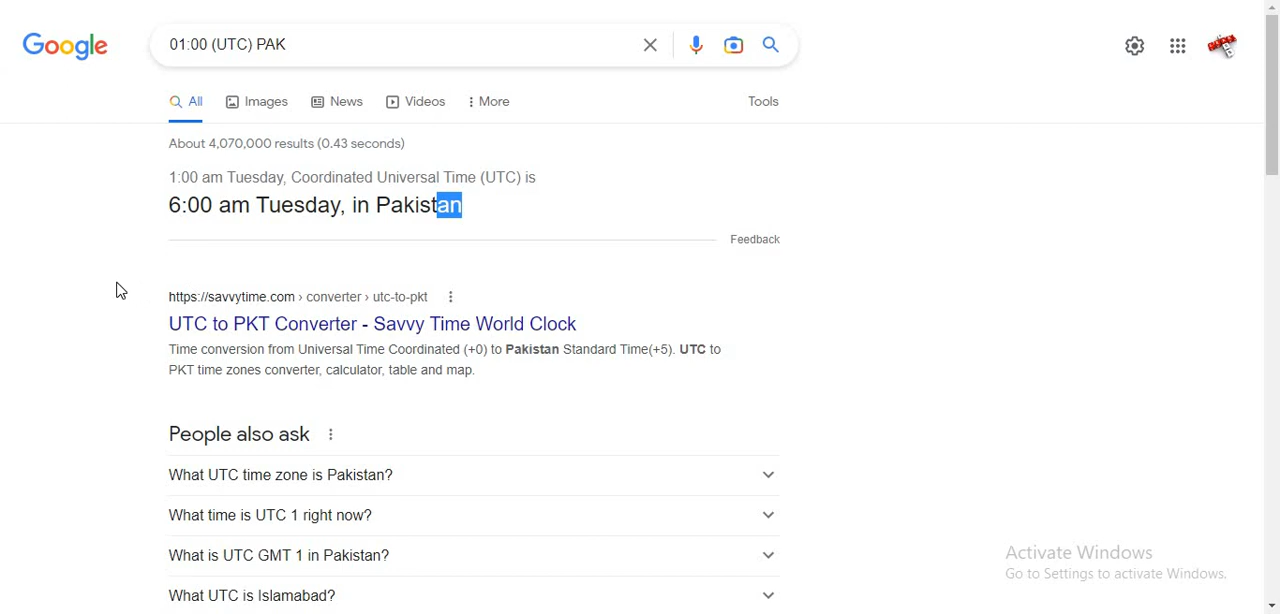 Google
01:00 (UTC) PAK
All Images News Videos More Tools
About 4,070,000 results (0.43 seconds)
1:00 am Tuesday, Coordinated Universal Time (UTC) is
6:00 am Tuesday, in Pakistan
Feedback
https://savvytime.com › converter › utc-to-pkt
UTC to PKT Converter - Savvy Time World Clock
Time conversion from Universal Time Coordinated (+0) to Pakistan Standard Time(+5). UTC to
PKT time zones converter, calculator, table and map.
People also ask
What UTC time zone is Pakistan?
What time is UTC 1 right now?
What is UTC GMT 1 in Pakistan?
What UTC is Islamabad?
Activate Windows
Go to Settings to activate Windows.